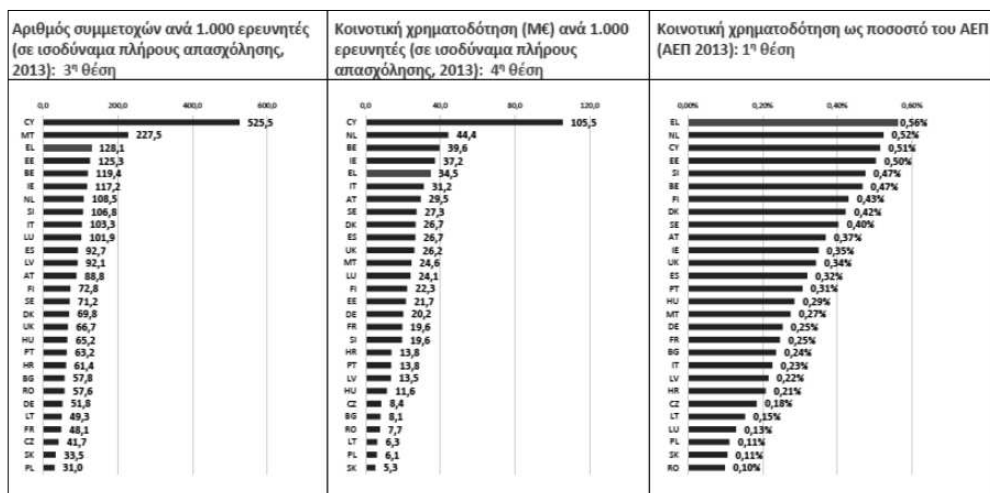 Αριθμός συμμετοχών ανά 1.000 ερευνητές
(σε ισοδύναμα πλήρους απασχόλησης,
2013): 3η θέση
0,0 200,0 400,0 600,0
CY 525,5
MT 227,5
EL 128,1
EE 125,3
BE 119,4
IE 117,2
NL 108,5
SI 106,8
IT 103,3
LU 101,9
ES 92,7
LV 92,1
AT 88,8
FI 72,8
SE 71,2
DK 69,8
UK 66,7
HU 65,2
PT 63,2
HR 61,4
BG 57,8
RO 57,6
DE 51,8
LT 49,3
FR 48,1
CZ 41,7
SK 33,5
PL 31,0
Κοινοτική χρηματοδότηση (Μ€) ανά 1.000
ερευνητές (σε ισοδύναμα πλήρους
απασχόλησης, 2013): 4η θέση
0,0 40,0 80,0 120,0
CY 105,5
NL 44,4
BE 39,6
IE 37,2
EL 34,5
IT 31,2
AT 29,5
SE 27,3
DK 26,7
ES 26,7
UK 26,2
MT 24,6
LU 24,1
FI 22,3
EE 21,7
DE 20,2
FR 19,6
SI 19,6
HR 13,8
PT 13,8
LV 13,5
HU 11,6
CZ 8,4
BG 8,1
RO 7,7
LT 6,3
PL 6,1
SK 5,3
Κοινοτική χρηματοδότηση ως ποσοστό του ΑΕΠ
(ΑΕΠ 2013): 1η θέση
0,00% 0,20% 0,40% 0,60%
EL 0,56%
NL 0,52%
CY 0,51%
EE 0,50%
SI 0,47%
BE 0,47%
FI 0,43%
DK 0,42%
SE 0,40%
AT 0,37%
IE 0,35%
UK 0,34%
ES 0,32%
PT 0,31%
HU 0,29%
MT 0,27%
DE 0,25%
FR 0,25%
BG 0,24%
IT 0,23%
LV 0,22%
HR 0,21%
CZ 0,18%
LT 0,15%
LU 0,13%
PL 0,11%
SK 0,11%
RO 0,10%